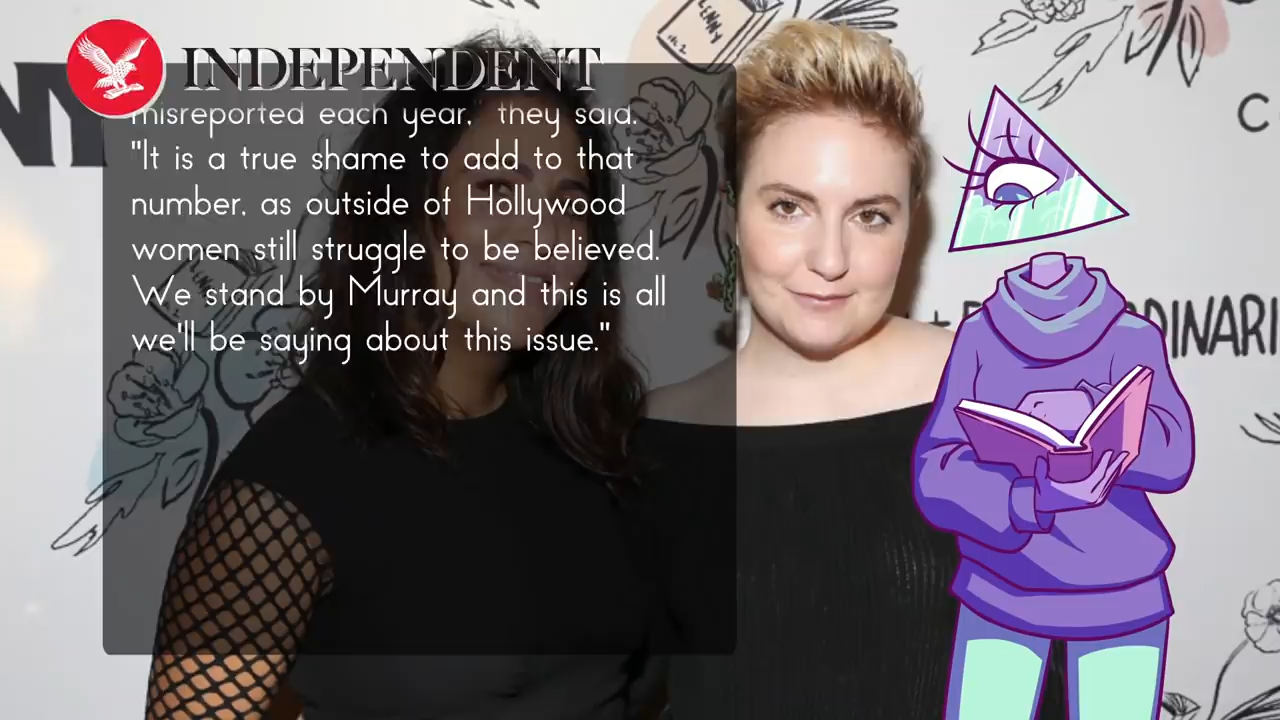 INDEPENDENT
misreported each year," they said.
"It is a true shame to add to that
number, as outside of Hollywood
women still struggle to be believed.
We stand by Murray and this is all
we'll be saying about this issue."
LENNY